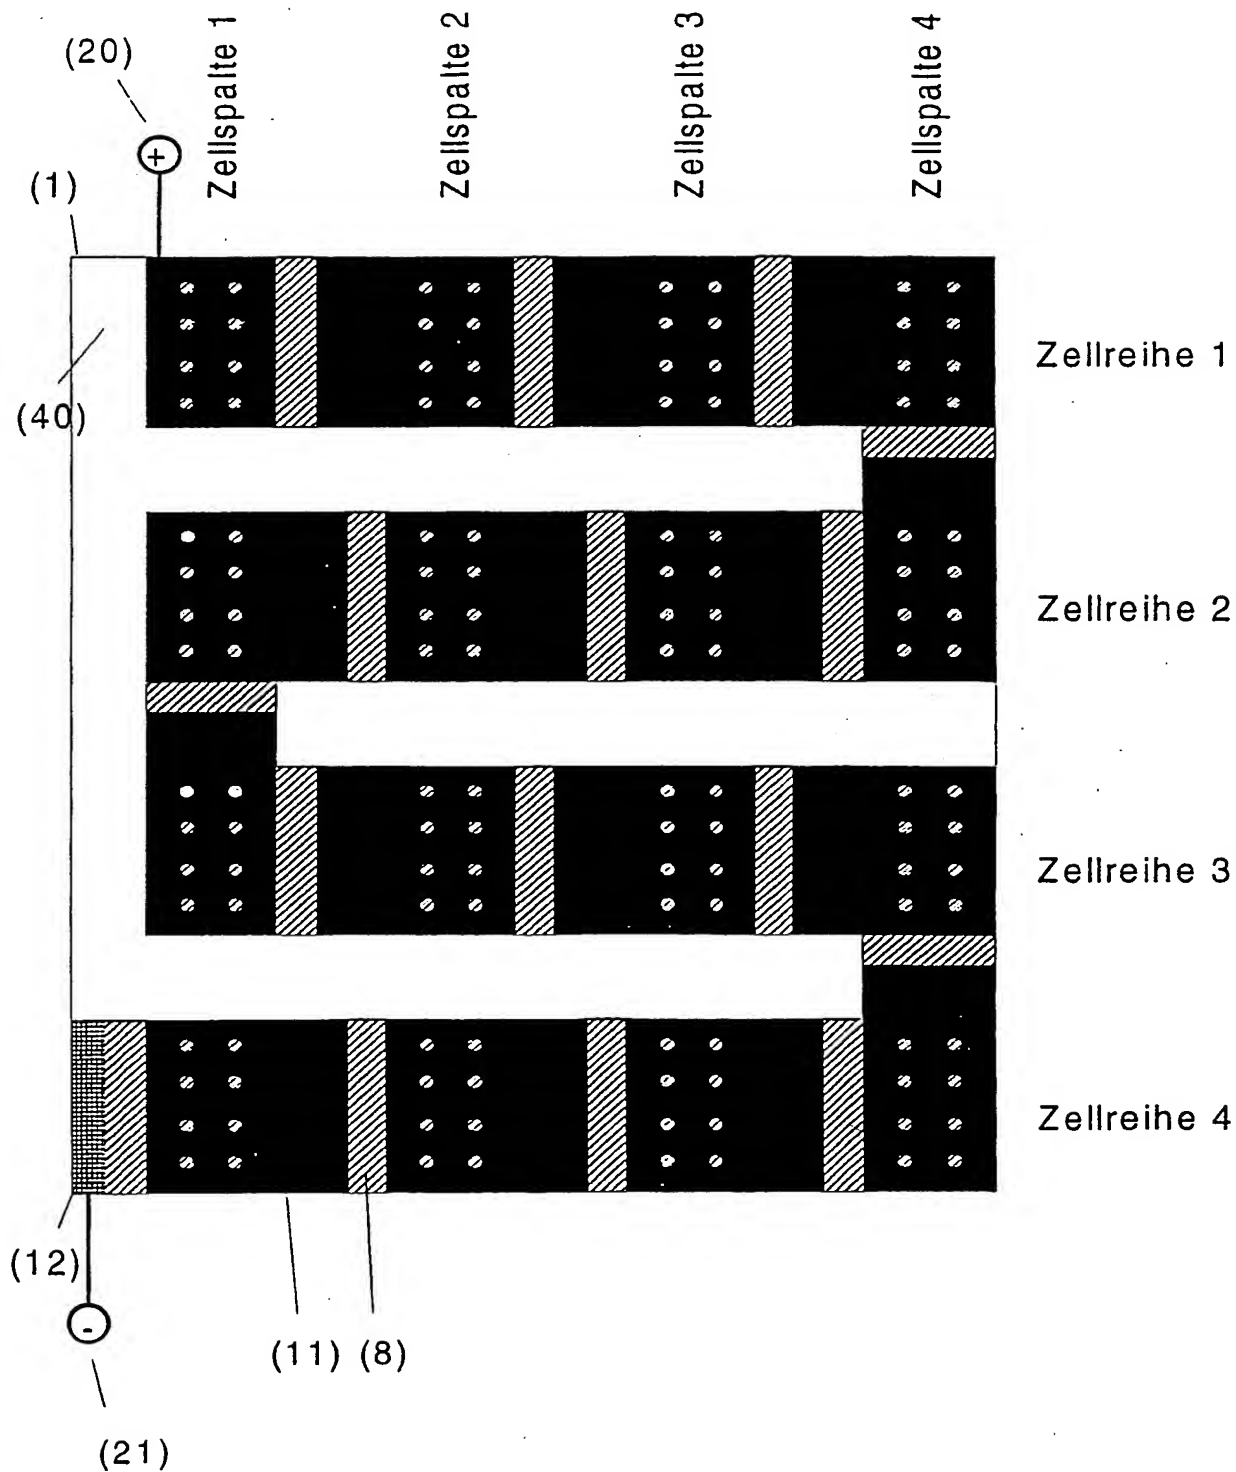 (20)
Zellspalte 1
Zellspalte 2
Zellspalte 3
Zellspalte 4
+
(1)
Zellreihe 1
(40)
Zellreihe 2
Zellreihe 3
Zellreihe 4
(12)
-
(11) (8)
(21)